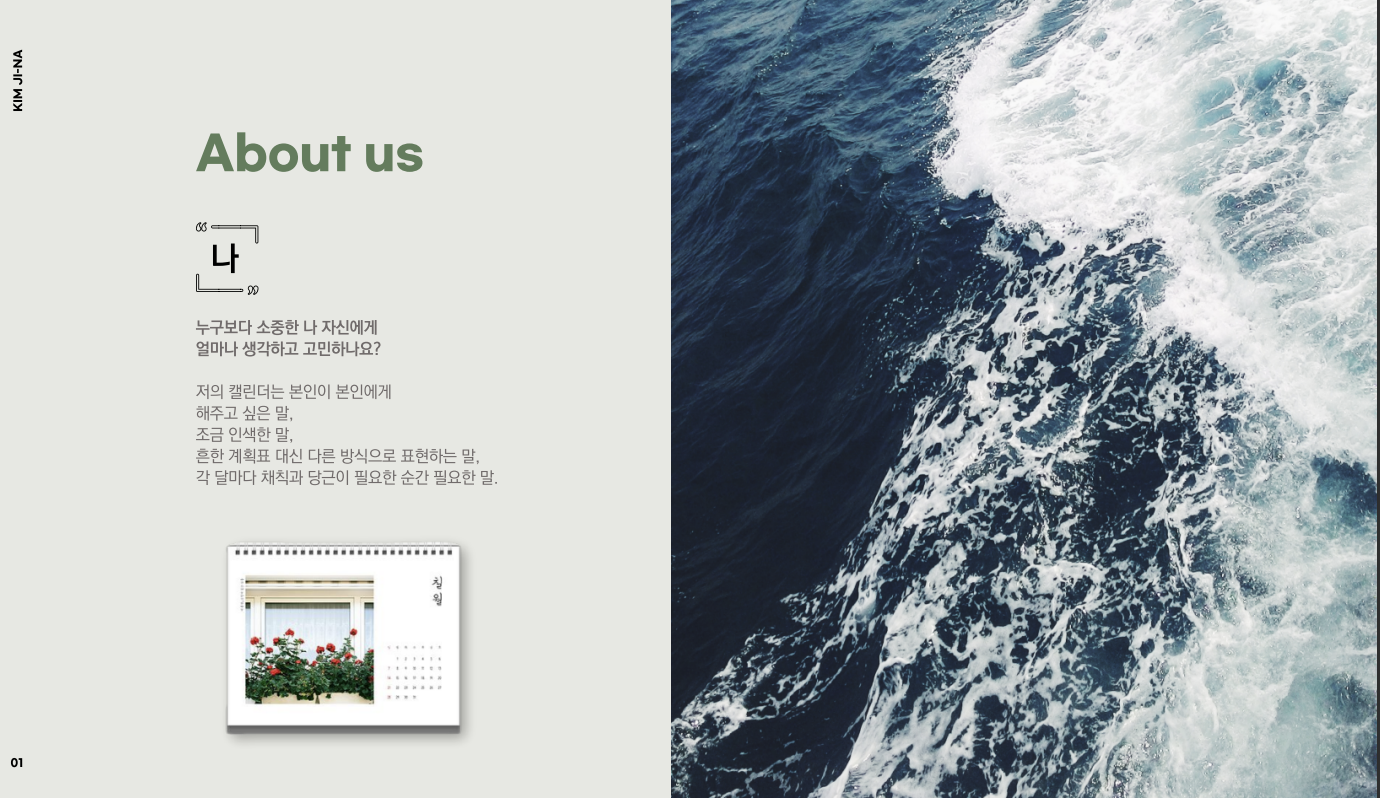 KIM JI-NA
About us
“
나
”
누구보다 소중한 나 자신에게
얼마나 생각하고 고민하나요?
저의 캘린더는 본인이 본인에게
해주고 싶은 말,
조금 인색한 말,
흔한 계획표 대신 다른 방식으로 표현하는 말,
각 달마다 채칙과 당근이 필요한 순간 필요한 말.
칠월
01